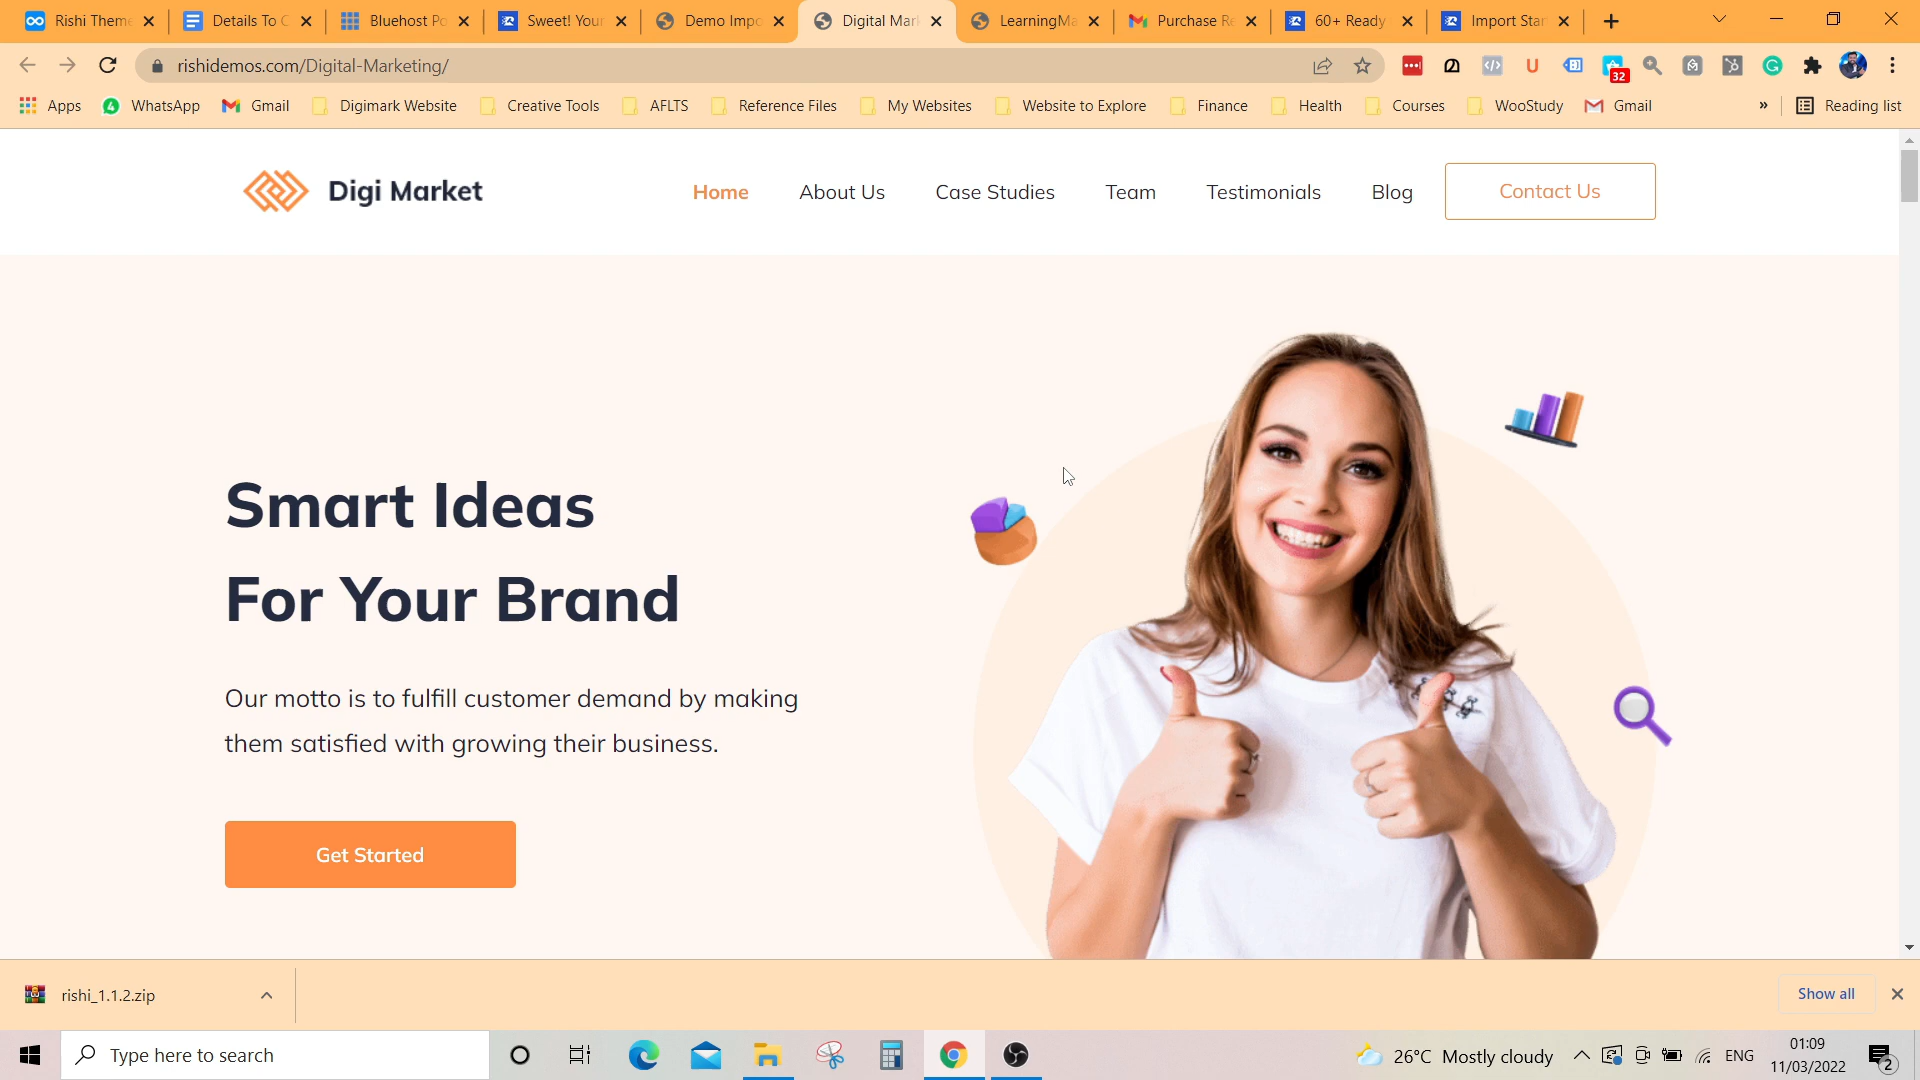 Rishi Theme
Details To C
Bluehost Po
Sweet! Your
Demo Impo
Digital Mark
LearningMa
Purchase Re
60+ Ready
Import Star
rishidemos.com/Digital-Marketing/
32
Apps
4
WhatsApp
Gmail
Digimark Website
Creative Tools
AFLTS
Reference Files
My Websites
Website to Explore
Finance
Health
Courses
WooStudy
Gmail
»
Reading list
Digi Market
Home
About Us
Case Studies
Team
Testimonials
Blog
Contact Us
Smart Ideas
For Your Brand
Our motto is to fulfill customer demand by making
them satisfied with growing their business.
Get Started
rishi_1.1.2.zip
Show all
Type here to search
26°C Mostly cloudy
ENG
01:09
11/03/2022
2